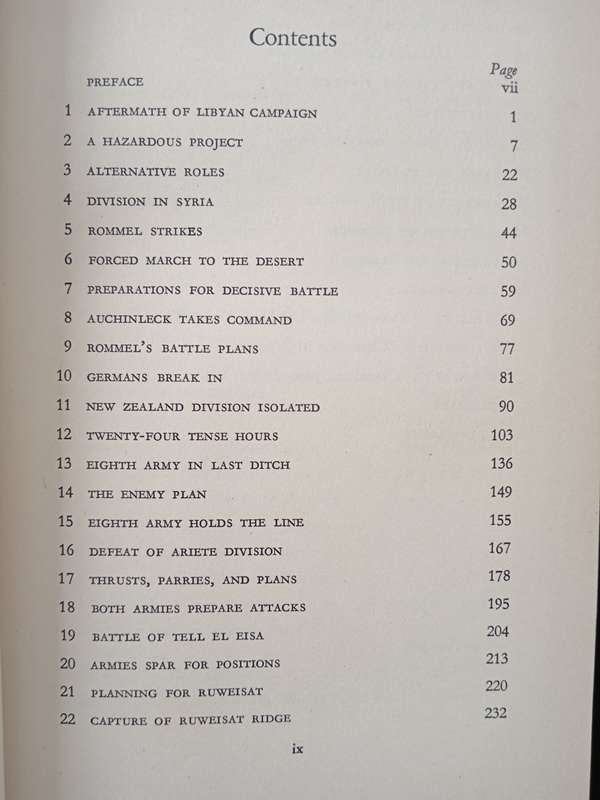 Contents
Page
PREFACE vii
1 AFTERMATH OF LIBYAN CAMPAIGN 1
2 A HAZARDOUS PROJECT 7
3 ALTERNATIVE ROLES 22
4 DIVISION IN SYRIA 28
5 ROMMEL STRIKES 44
6 FORCED MARCH TO THE DESERT 50
7 PREPARATIONS FOR DECISIVE BATTLE 59
8 AUCHINLECK TAKES COMMAND 69
9 ROMMEL'S BATTLE PLANS 77
10 GERMANS BREAK IN 81
11 NEW ZEALAND DIVISION ISOLATED 90
12 TWENTY-FOUR TENSE HOURS 103
13 EIGHTH ARMY IN LAST DITCH 136
14 THE ENEMY PLAN 149
15 EIGHTH ARMY HOLDS THE LINE 155
16 DEFEAT OF ARIETE DIVISION 167
17 THRUSTS, PARRIES, AND PLANS 178
18 BOTH ARMIES PREPARE ATTACKS 195
19 BATTLE OF TELL EL EISA 204
20 ARMIES SPAR FOR POSITIONS 213
21 PLANNING FOR RUWEISAT 220
22 CAPTURE OF RUWEISAT RIDGE 232
ix